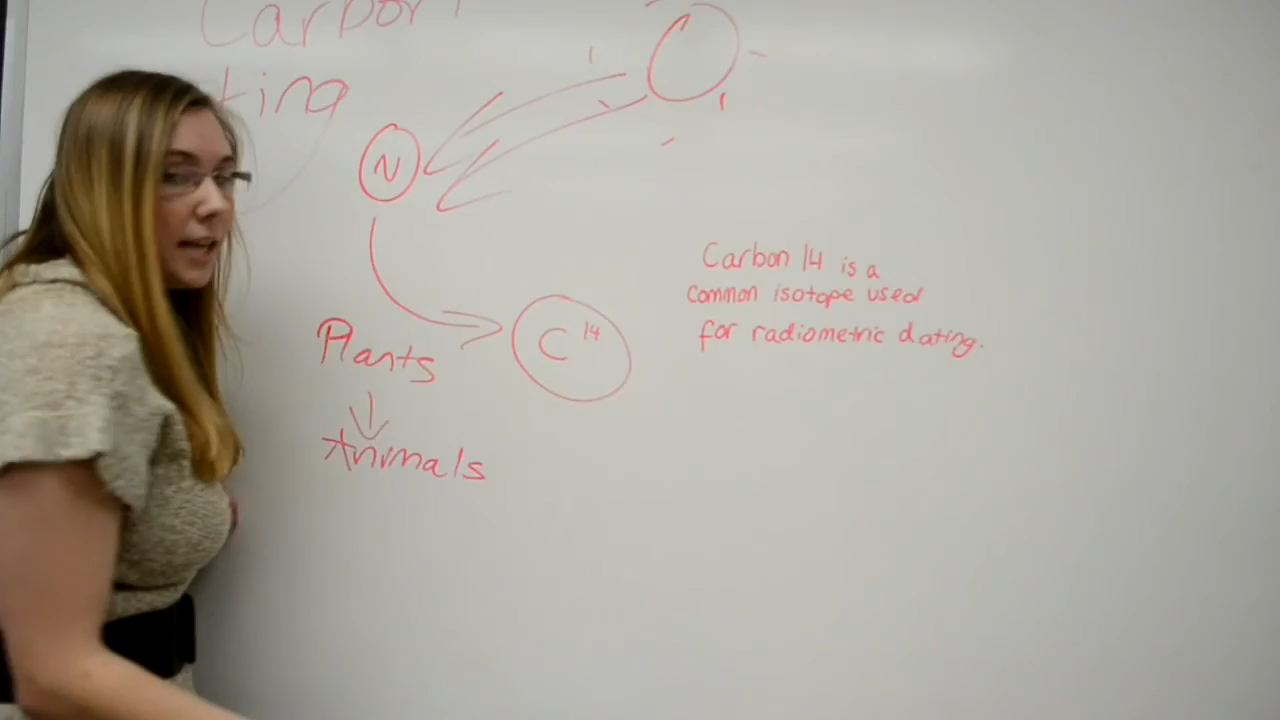 Carbon
ting
N
C 14
Carbon 14 is a
common isotope used
for radiometric dating.
Plants
Animals